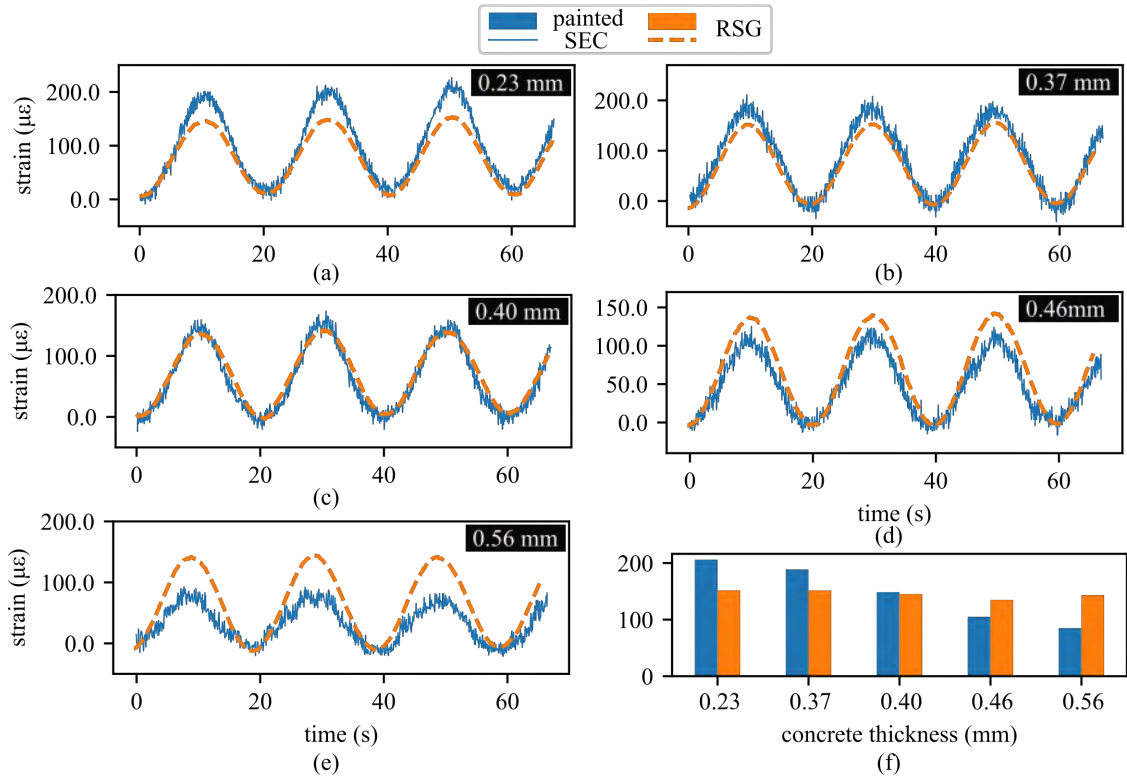 painted
SEC
RSG
strain (με)
200.0
100.0
0.0
0.23 mm
0
20
40
60
(a)
200.0
100.0
0.0
0.37 mm
0
20
40
60
(b)
strain (με)
200.0
100.0
0.0
0.40 mm
0
20
40
60
(c)
150.0
100.0
50.0
0.0
0.46mm
0
20
40
60
time (s)
(d)
strain (με)
200.0
100.0
0.0
0.56 mm
0
20
40
60
time (s)
(e)
200
100
0
0.23
0.37
0.40
0.46
0.56
concrete thickness (mm)
(f)